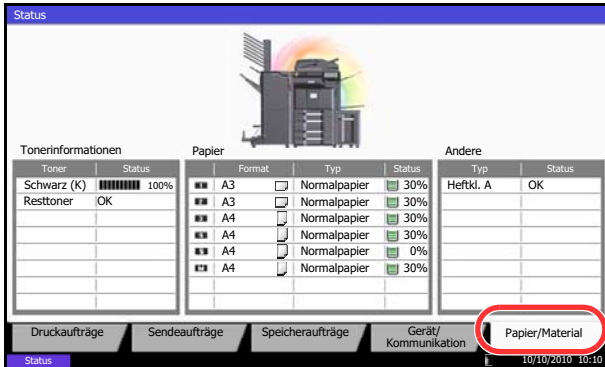 Status
Tonerinformationen
Toner Status
Schwarz (K) 100%
Resttoner OK
Papier
Format Typ Status
A3 Normalpapier 30%
A3 Normalpapier 30%
A4 Normalpapier 30%
A4 Normalpapier 30%
A4 Normalpapier 0%
A4 Normalpapier 30%
Andere
Typ Status
Heftkl. A OK
Druckaufträge Sendeaufträge Speicheraufträge Gerät/
Kommunikation Papier/Material
Status 10/10/2010 10:10